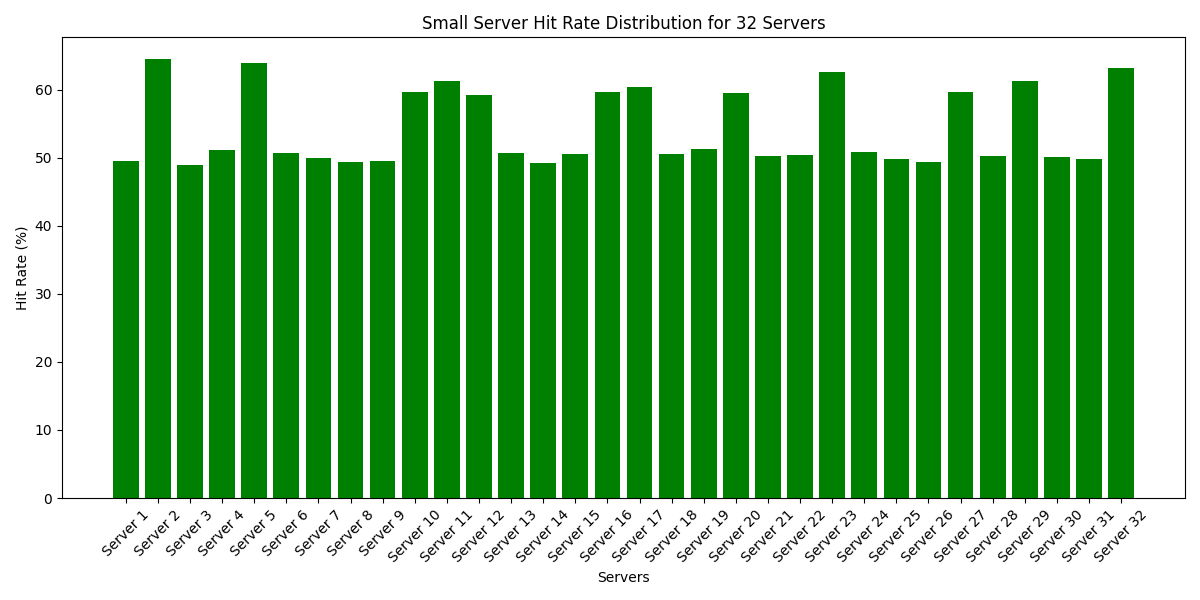 Small Server Hit Rate Distribution for 32 Servers
Hit Rate (%)
60
50
40
30
20
10
0
Server 1
Server 2
Server 3
Server 4
Server 5
Server 6
Server 7
Server 8
Server 9
Server 10
Server 11
Server 12
Server 13
Server 14
Server 15
Server 16
Server 17
Server 18
Server 19
Server 20
Server 21
Server 22
Server 23
Server 24
Server 25
Server 26
Server 27
Server 28
Server 29
Server 30
Server 31
Server 32
Servers